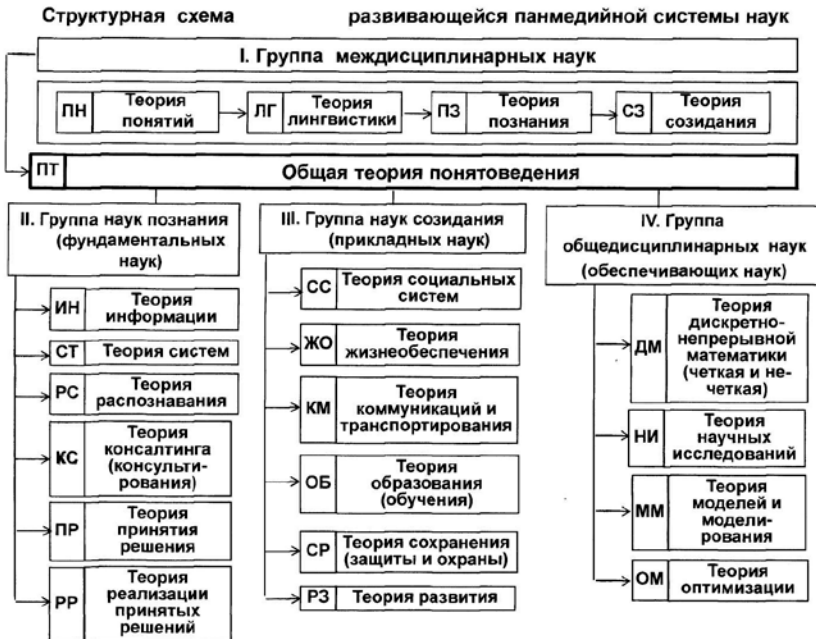 Структурная схема развивающейся панмедийной системы наук
I. Группа междисциплинарных наук
ПН
Теория
понятий
ЛГ
Теория
лингвистики
ПЗ
Теория
познания
СЗ
Теория
созидания
ПТ
Общая теория понятоведения
II. Группа наук познания
(фундаментальных
наук)
ИН
Теория
информации
СТ
Теория систем
РС
Теория
распознавания
КС
Теория
консалтинга
(консульти-
рования)
ПР
Теория
принятия
решения
РР
Теория
реализации
принятых
решений
III. Группа наук созидания
(прикладных наук)
СС
Теория социальных
систем
ЖО
Теория
жизнеобеспечения
КМ
Теория
коммуникаций и
транспортирования
ОБ
Теория
образования
(обучения)
СР
Теория сохранения
(защиты и охраны)
РЗ
Теория развития
IV. Группа
общедисциплинарных наук
(обеспечивающих наук)
ДМ
Теория
дискретно-
непрерывной
математики
(четкая и не-
четкая)
НИ
Теория
научных
исследований
ММ
Теория
моделей и
модели-
рования
ОМ
Теория
оптимизации